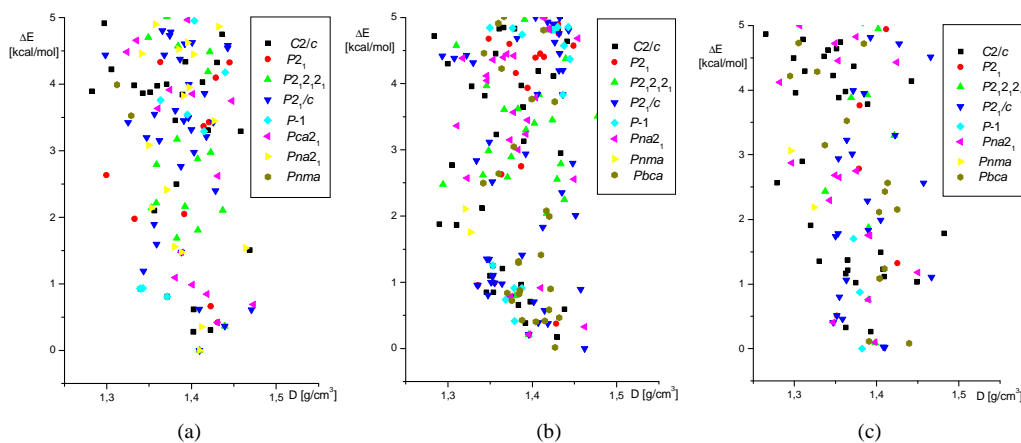 ΔE
[kcal/mol]
5
4
3
2
1
0
1,3
1,4
1,5
D [g/cm³]
C2/c
P2₁
P2₁2₁2₁
P2₁/c
P-1
Pca2₁
Pna2₁
Pnma
(a)
ΔE
[kcal/mol]
5
4
3
2
1
0
1,3
1,4
1,5
D [g/cm³]
C2/c
P2₁
P2₁2₁2₁
P2₁/c
P-1
Pna2₁
Pnma
Pbca
(b)
ΔE
[kcal/mol]
5
4
3
2
1
0
1,3
1,4
1,5
D [g/cm³]
C2/c
P2₁
P2₁2₁2₁
P2₁/c
P-1
Pna2₁
Pnma
Pbca
(c)